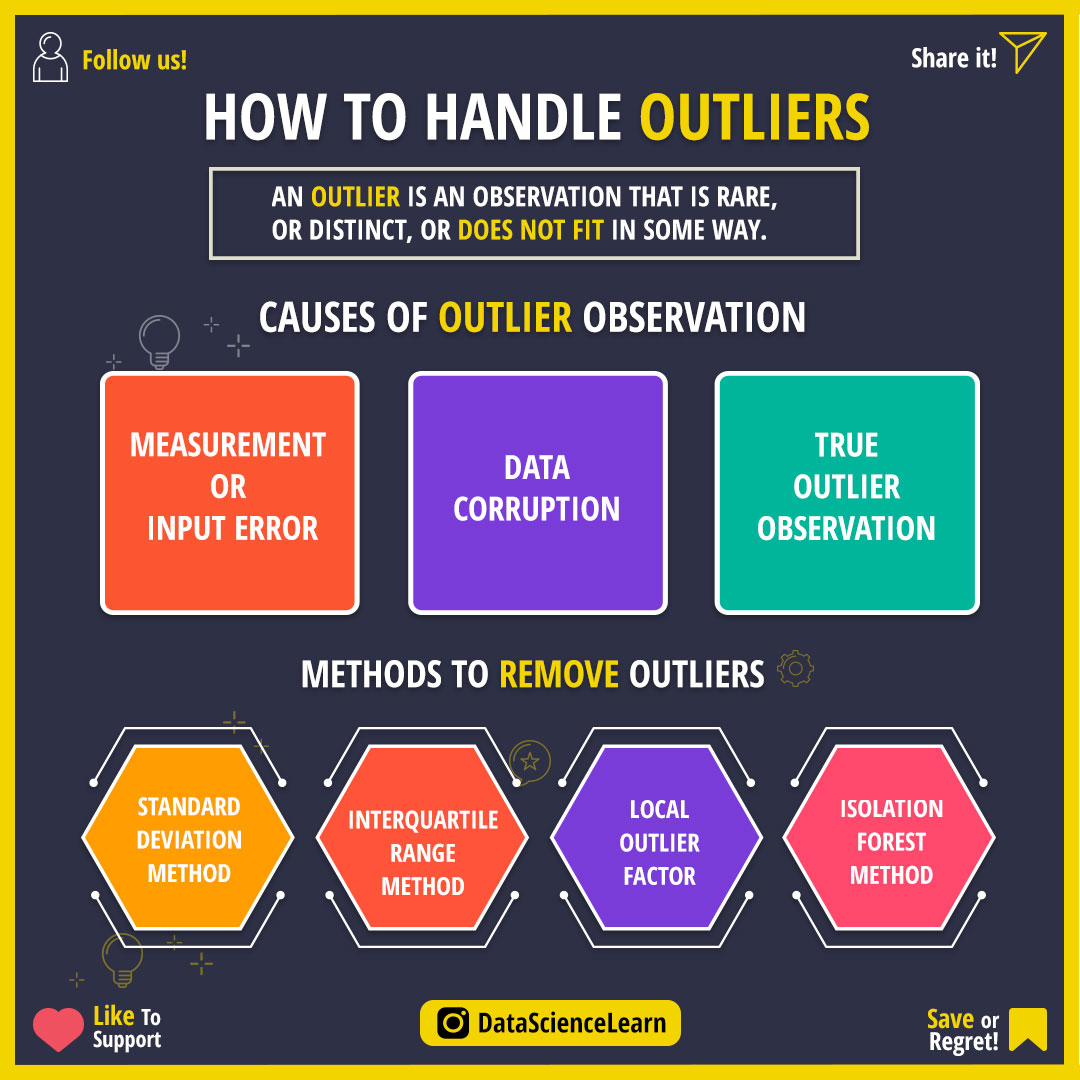 Follow us!
Share it!
HOW TO HANDLE OUTLIERS
AN OUTLIER IS AN OBSERVATION THAT IS RARE,
OR DISTINCT, OR DOES NOT FIT IN SOME WAY.
CAUSES OF OUTLIER OBSERVATION
MEASUREMENT
OR
INPUT ERROR
DATA
CORRUPTION
TRUE
OUTLIER
OBSERVATION
METHODS TO REMOVE OUTLIERS
STANDARD
DEVIATION
METHOD
INTERQUARTILE
RANGE
METHOD
LOCAL
OUTLIER
FACTOR
ISOLATION
FOREST
METHOD
Like To
Support
DataScienceLearn
Save or
Regret!